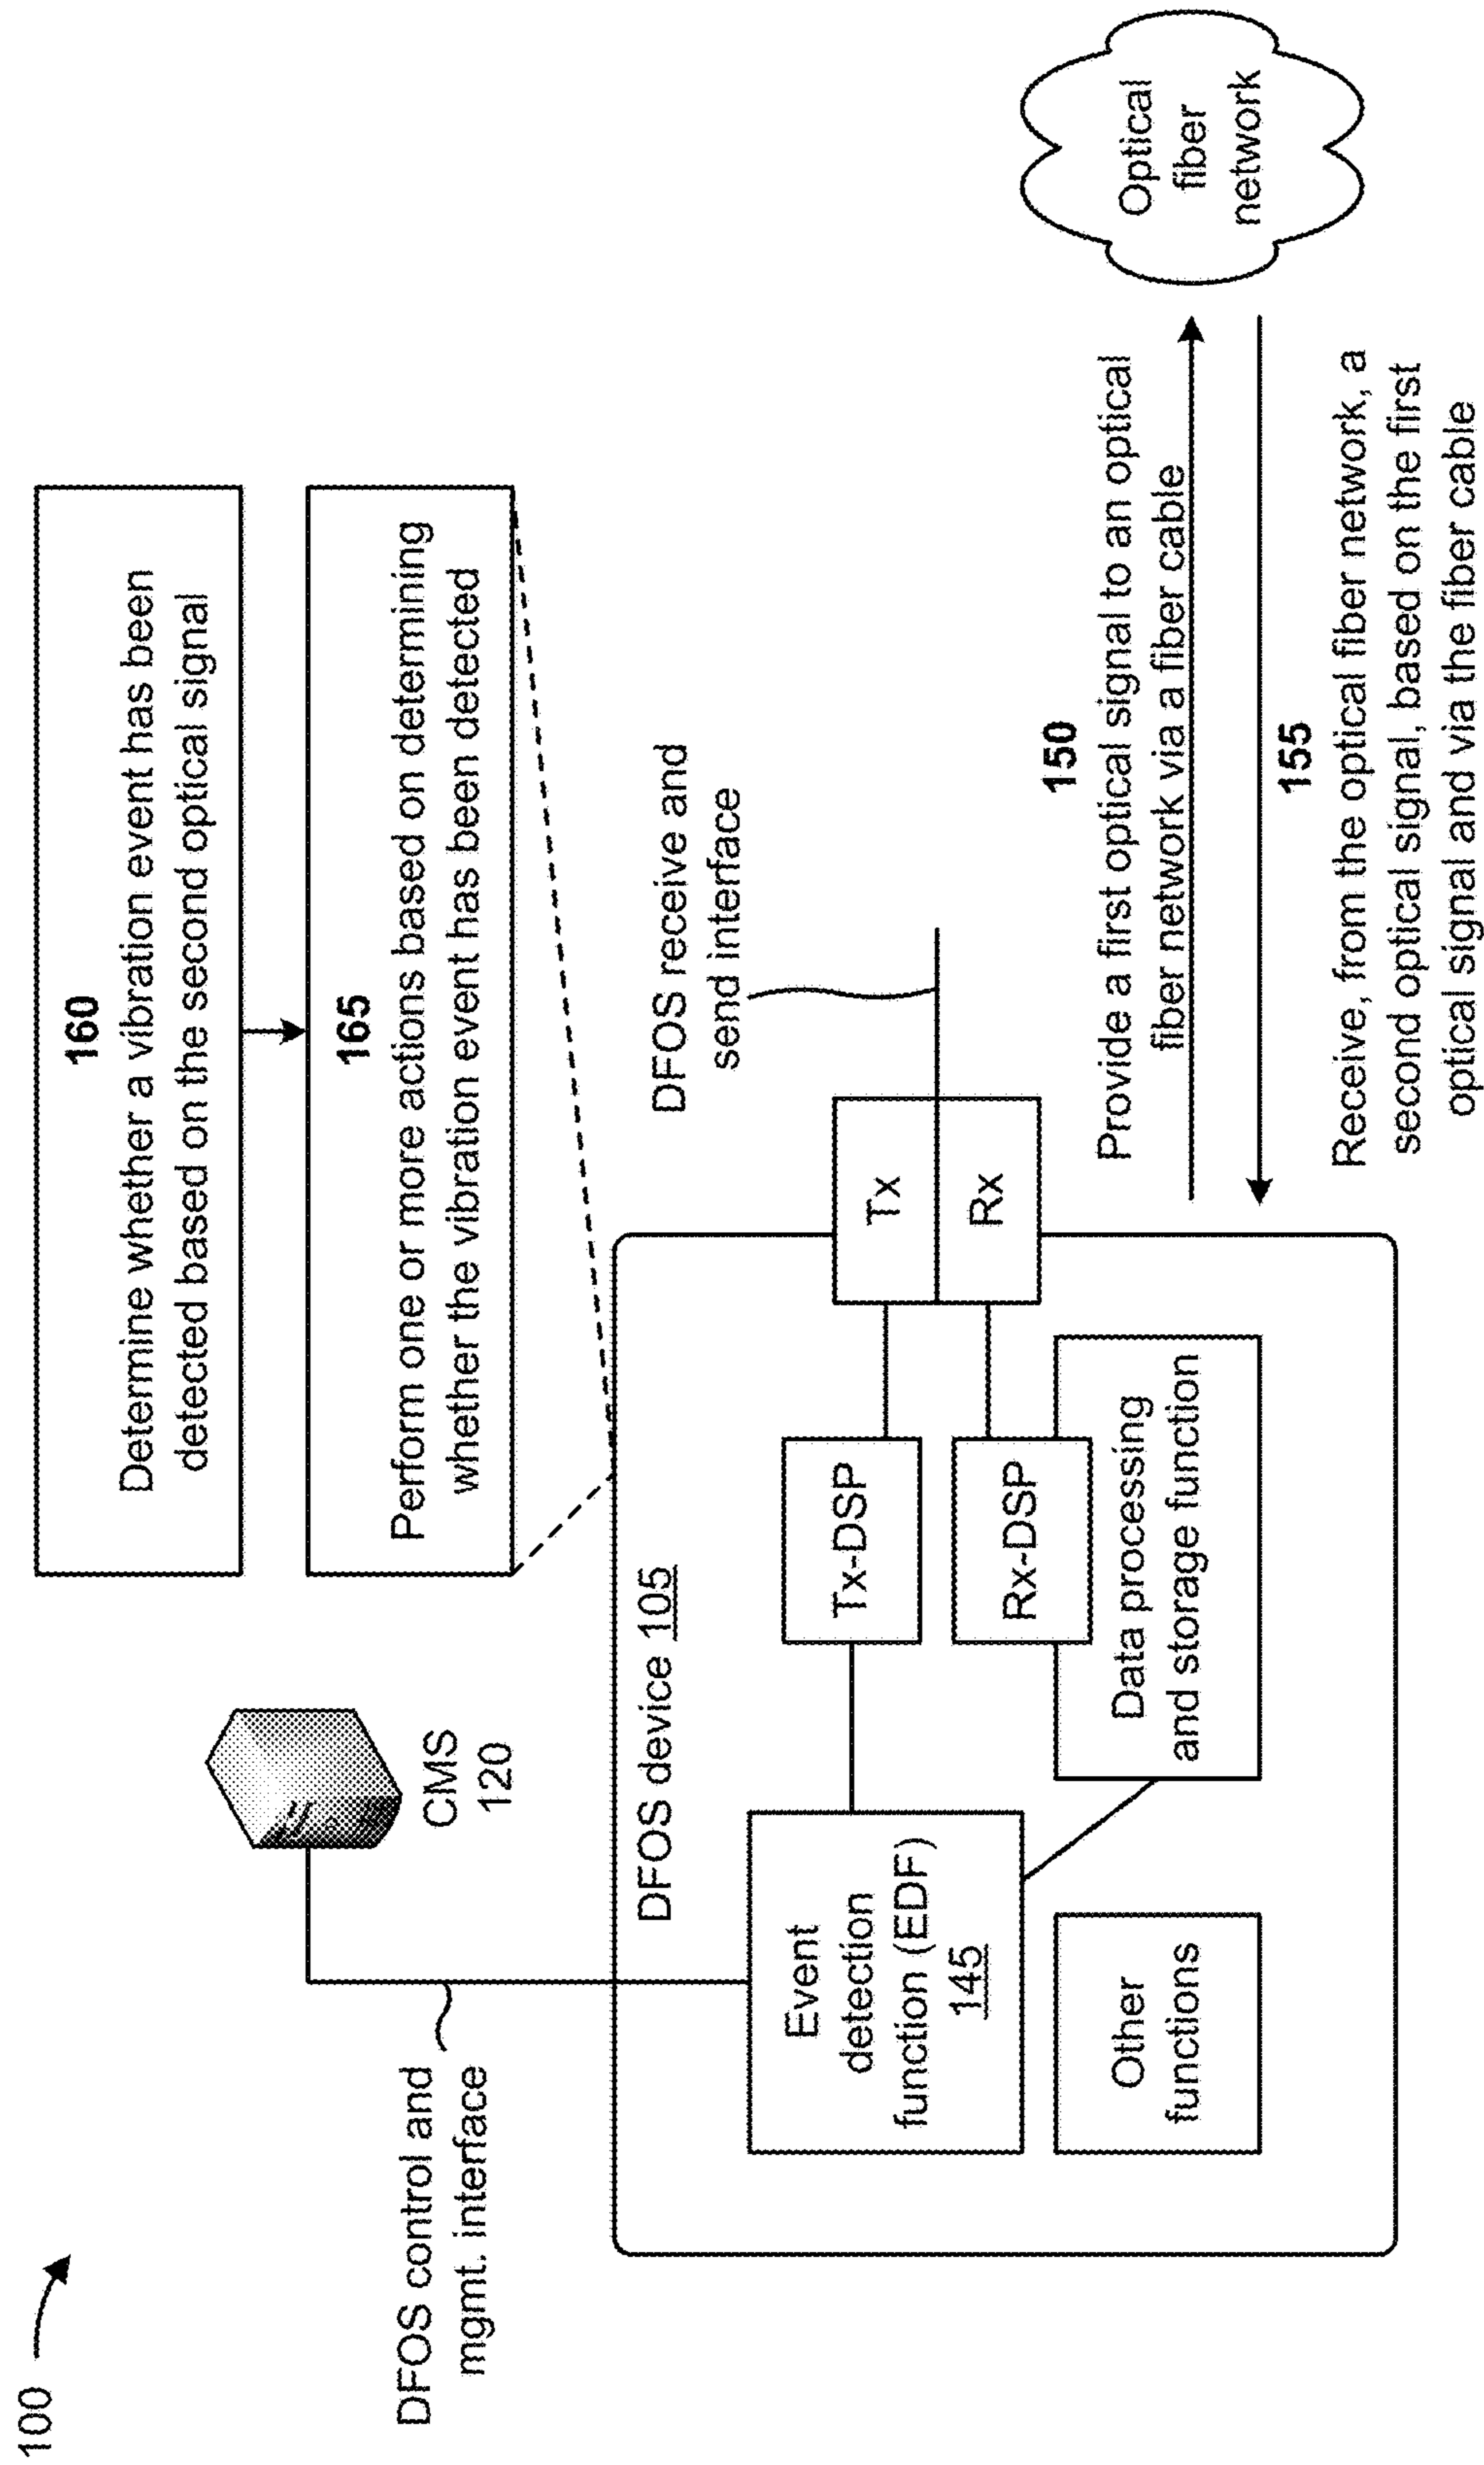 100
160
Determine whether a vibration event has been
detected based on the second optical signal
165
Perform one or more actions based on determining
whether the vibration event has been detected
CMS
120
DFOS control and
mgmt. interface
DFOS receive and
send interface
DFOS device 105
Event
detection
function (EDF)
145
Tx-DSP
Rx-DSP
Tx
Rx
Data processing
and storage function
Other
functions
150
Provide a first optical signal to an optical
fiber network via a fiber cable
155
Receive, from the optical fiber network, a
second optical signal, based on the first
optical signal and via the fiber cable
Optical
fiber
network